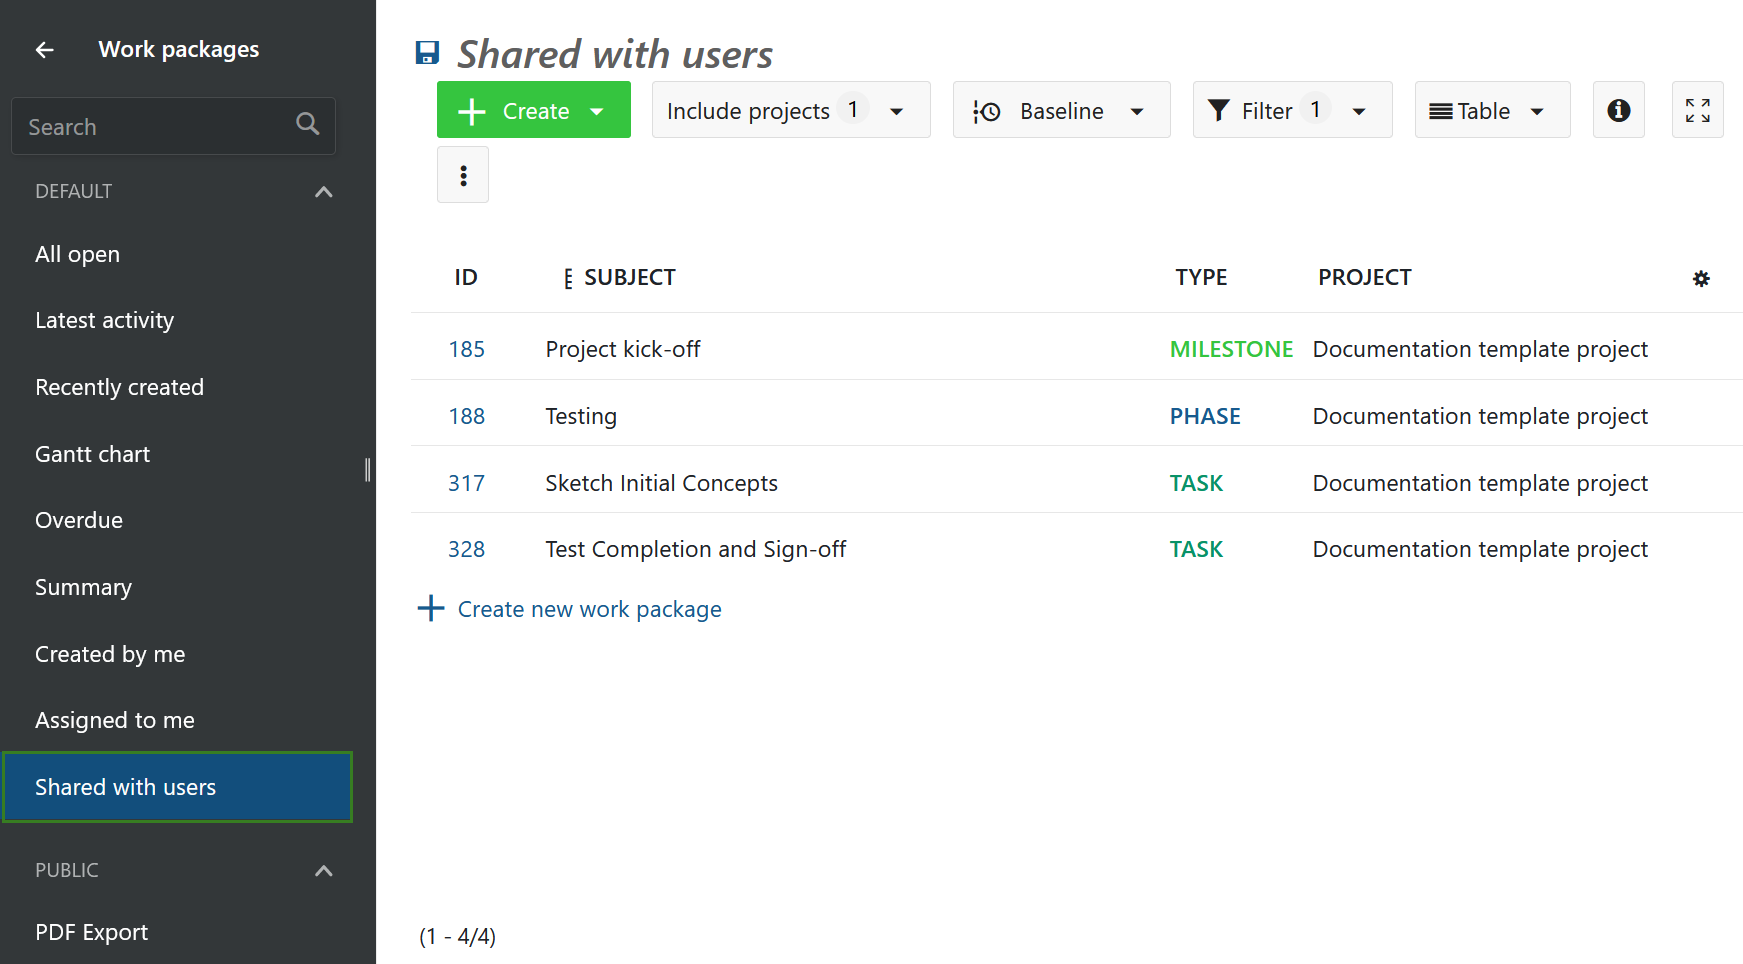 Work packages
Search
DEFAULT
All open
Latest activity
Recently created
Gantt chart
Overdue
Summary
Created by me
Assigned to me
Shared with users
PUBLIC
PDF Export
Shared with users
Create Include projects 1 Baseline Filter 1 Table
ID SUBJECT TYPE PROJECT
185 Project kick-off MILESTONE Documentation template project
188 Testing PHASE Documentation template project
317 Sketch Initial Concepts TASK Documentation template project
328 Test Completion and Sign-off TASK Documentation template project
Create new work package
(1 - 4/4)